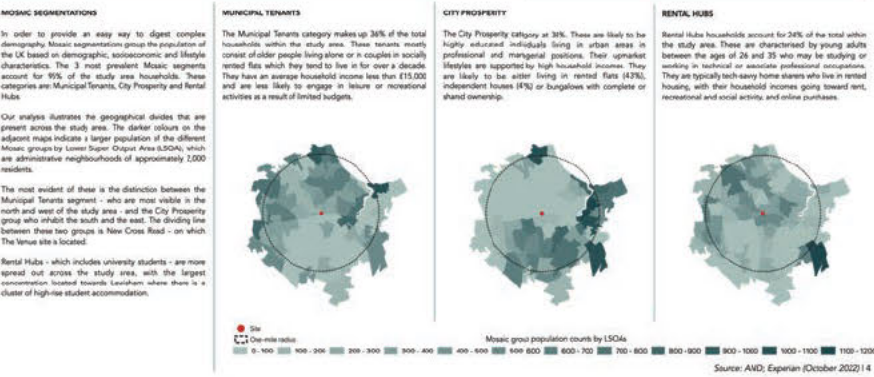 MOSAIC SEGMENTATIONS
In order to provide an easy way to digest complex
demography. Mosaic segmentations group the population of
the UK based on demographic, socioeconomic and lifestyle
characteristics. The 3 most prevalent Mosaic segments
account for 95% of the study area households. These
categories are: Municipal Tenants, City Prosperity and Rental
Hubs.
Our analysis illustrates the geographical divides that are
present across the study area. The darker colours on the
adjacent maps indicate a larger population of the different
Mosaic groups by Lower Super Output Area (LSOA), which
are administrative neighbourhoods of approximately 2,000
residents.
The most evident of these is the distinction between the
Municipal Tenants segment - who are most visible in the
north and west of the study area - and the City Prosperity
group who inhabit the south and the east. The dividing line
between these two groups is New Cross Road - on which
The Venue site is located.
Rental Hubs - which includes university students - are more
spread out across the study area, with the largest
concentration located towards Lewisham where there is a
cluster of high-rise student accommodation.
MUNICIPAL TENANTS
The Municipal Tenants category makes up 36% of the total
households within the study area. These tenants mostly
consist of older people living alone or in couples in socially
rented flats which they tend to live in for over a decade.
They have an average household income less than £15,000
and are less likely to engage in leisure or recreational
activities as a result of limited budgets.
CITY PROSPERITY
The City Prosperity category at 34%. These are likely to be
highly educated individuals living in urban areas in
professional and managerial positions. Their upmarket
lifestyles are supported by high household incomes. They
are likely to be either living in rented flats (43%),
independent houses (4%) or bungalows with complete or
shared ownership.
RENTAL HUBS
Rental Hubs households account for 24% of the total within
the study area. These are characterised by young adults
between the ages of 26 and 35 who may be studying or
working in technical or associate professional occupations.
They are typically tech-savvy home sharers who live in rented
housing, with their household incomes going toward rent,
recreational and social activity, and online purchases.
Site
One-mile radius
Mosaic group population counts by LSOAs
0 - 100 100 - 200 200 - 300 300 - 400 400 - 500 500 600 600 - 700 700 - 800 800 - 900 900 - 1000 1000 - 1100 1100 - 1200
Source: AND; Experian (October 2022) | 4